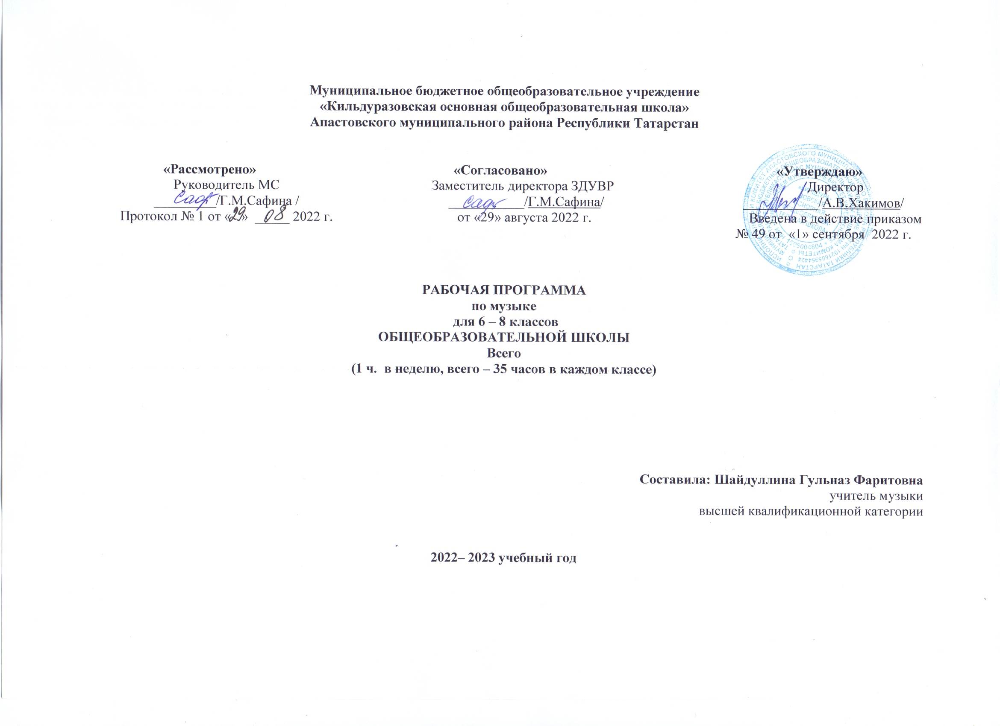 Муниципальное бюджетное общеобразовательное учреждение
«Кильдуразовская основная общеобразовательная школа»
Апастовского муниципального района Республики Татарстан
«Рассмотрено»
Руководитель МС
_________/Г.М.Сафина /
Протокол № 1 от «29» 08 2022 г.
«Согласовано»
Заместитель директора ЗДУВР
___________/Г.М.Сафина/
от «29» августа 2022 г.
«Утверждаю»
Директор
___________/А.В.Хакимов/
Введена в действие приказом
№ 49 от «1» сентября 2022 г.
РАБОЧАЯ ПРОГРАММА
по музыке
для 6 – 8 классов
ОБЩЕОБРАЗОВАТЕЛЬНОЙ ШКОЛЫ
Всего
(1 ч. в неделю, всего – 35 часов в каждом классе)
Составила: Шайдуллина Гульназ Фаритовна
учитель музыки
высшей квалификационной категории
2022– 2023 учебный год